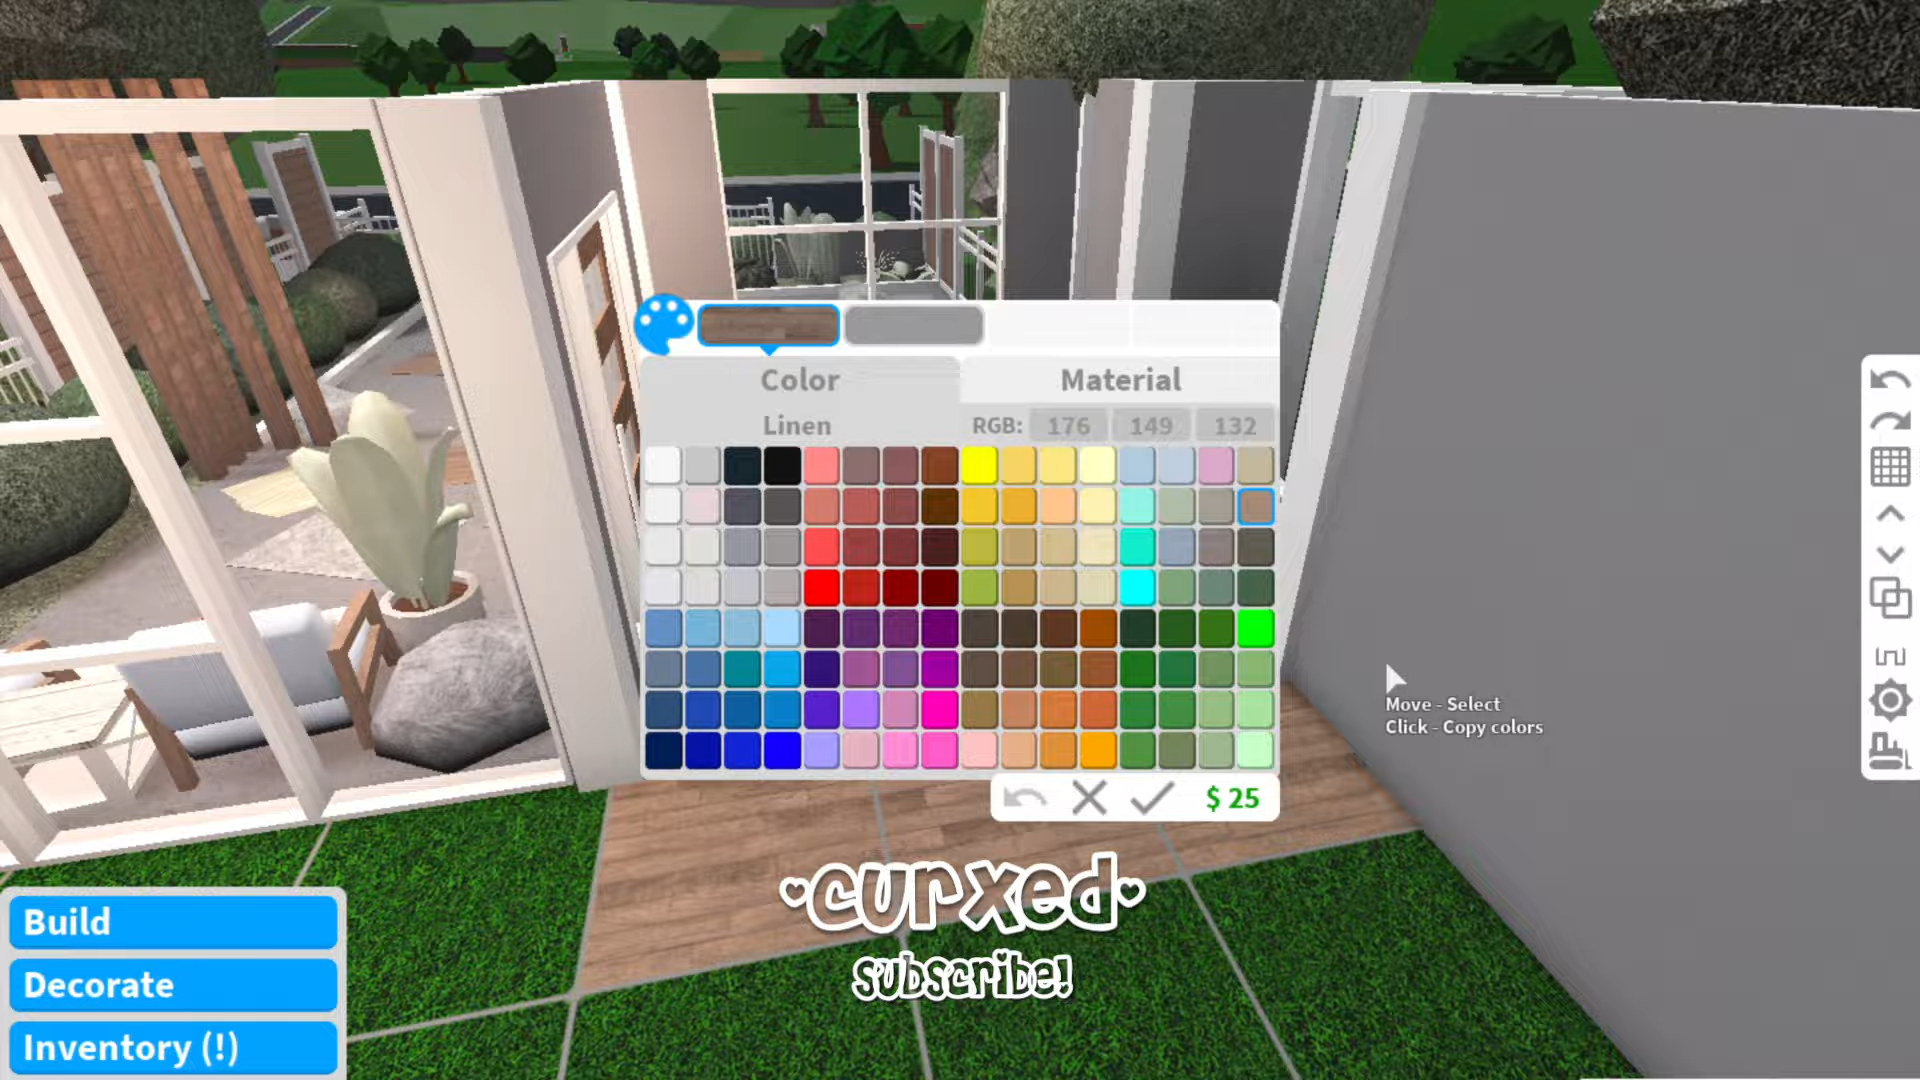 Color
Material
Linen
RGB: 176 149 132
Move - Select
Click - Copy colors
$ 25
•curxed•
subscribe!
Build
Decorate
Inventory (!)